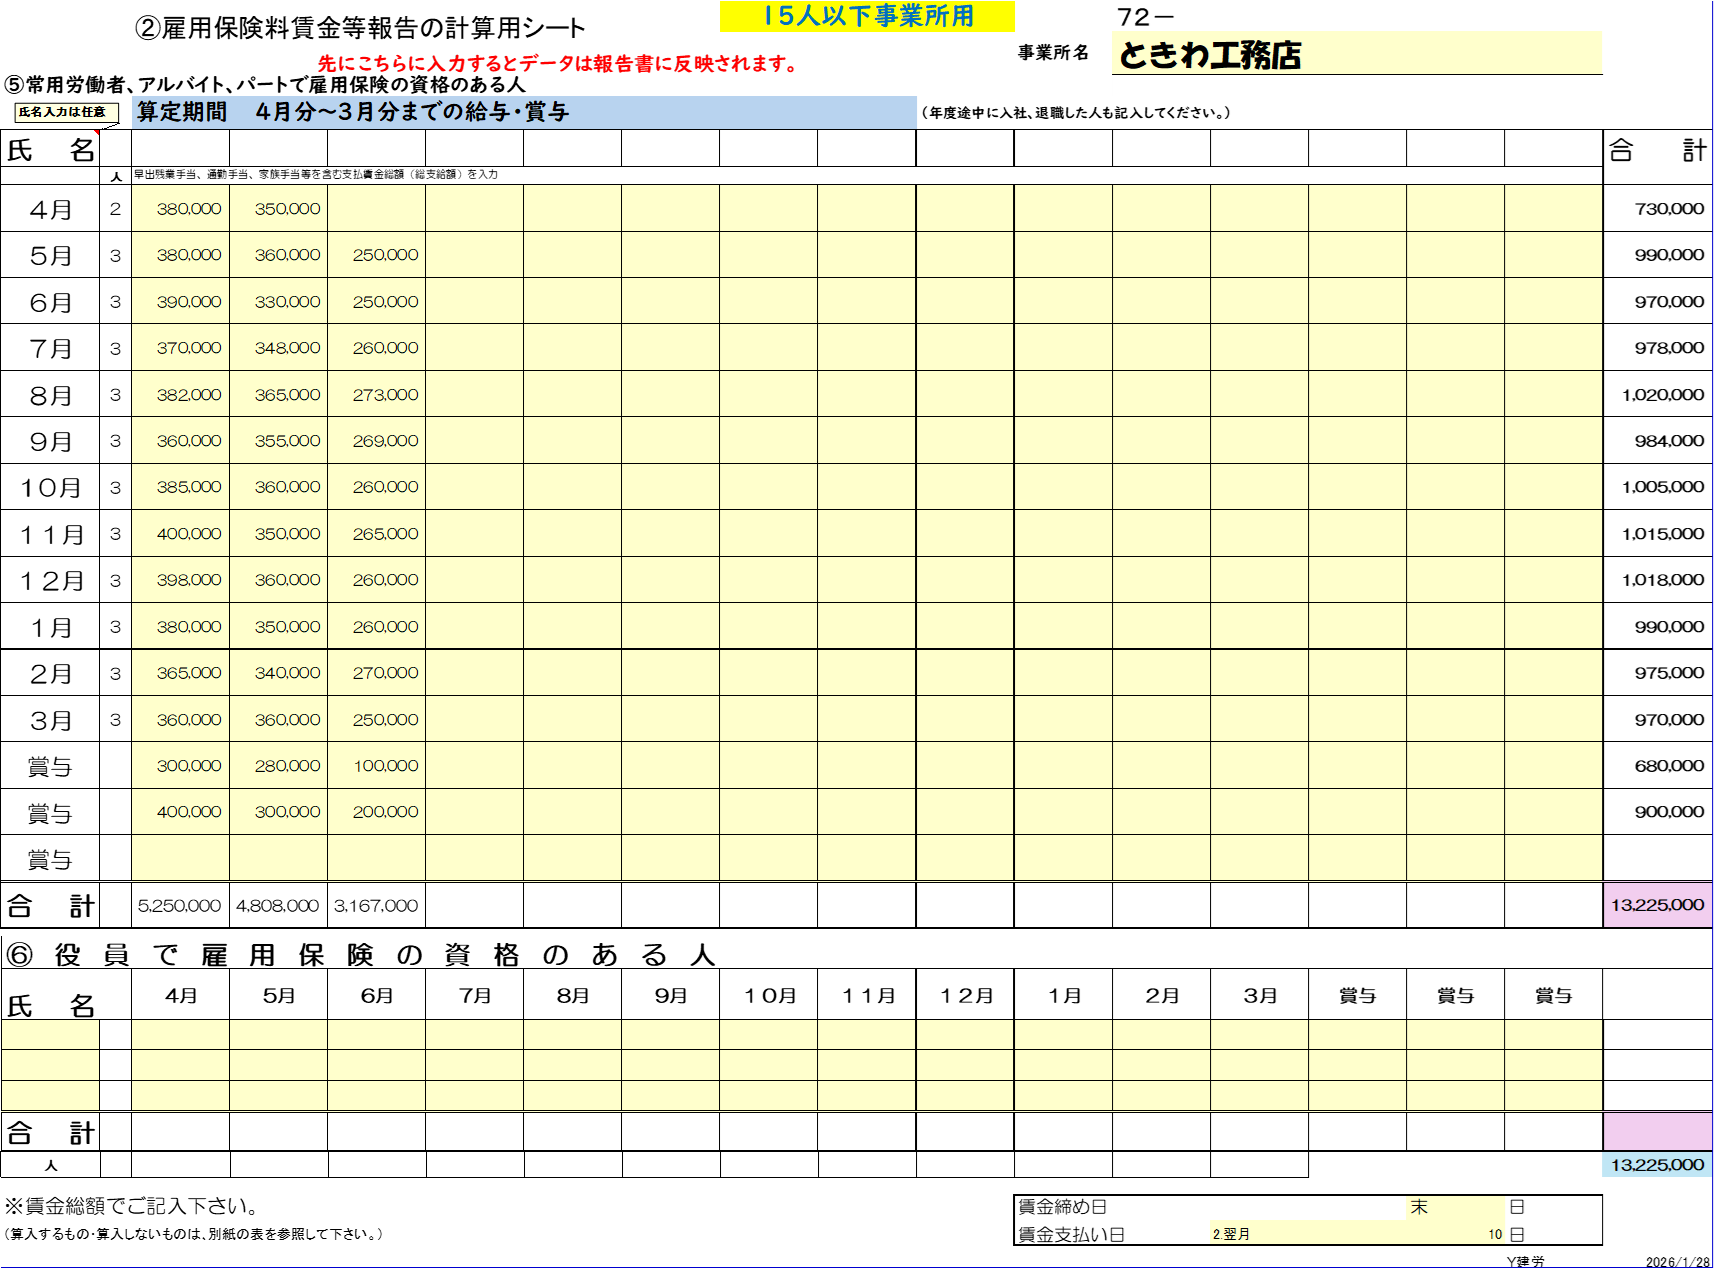 ②雇用保険料賃金等報告の計算用シート
15人以下事業所用
72－
先にこちらに入力するとデータは報告書に反映されます。
事業所名 ときわ工務店
⑤常用労働者、アルバイト、パートで雇用保険の資格のある人
氏名入力は任意
算定期間 4月分～3月分までの給与・賞与
（年度途中に入社、退職した人も記入してください。）
氏 名 合 計
人 早出残業手当、通勤手当、家族手当等を含む支払賃金総額（総支給額）を入力
4月 2 380,000 350,000 730,000
5月 3 380,000 360,000 250,000 990,000
6月 3 390,000 330,000 250,000 970,000
7月 3 370,000 348,000 260,000 978,000
8月 3 382,000 365,000 273,000 1,020,000
9月 3 360,000 355,000 269,000 984,000
10月 3 385,000 360,000 260,000 1,005,000
11月 3 400,000 350,000 265,000 1,015,000
12月 3 398,000 360,000 260,000 1,018,000
1月 3 380,000 350,000 260,000 990,000
2月 3 365,000 340,000 270,000 975,000
3月 3 360,000 360,000 250,000 970,000
賞与 300,000 280,000 100,000 680,000
賞与 400,000 300,000 200,000 900,000
賞与
合 計 5,250,000 4,808,000 3,167,000 13,225,000
⑥役員で雇用保険の資格のある人
氏 名 4月 5月 6月 7月 8月 9月 10月 11月 12月 1月 2月 3月 賞与 賞与 賞与
合 計
人 13,225,000
※賃金総額でご記入下さい。
（算入するもの・算入しないものは、別紙の表を参照して下さい。）
賃金締め日 末 日
賃金支払い日 2.翌月 10 日
Y建労 2026/1/28